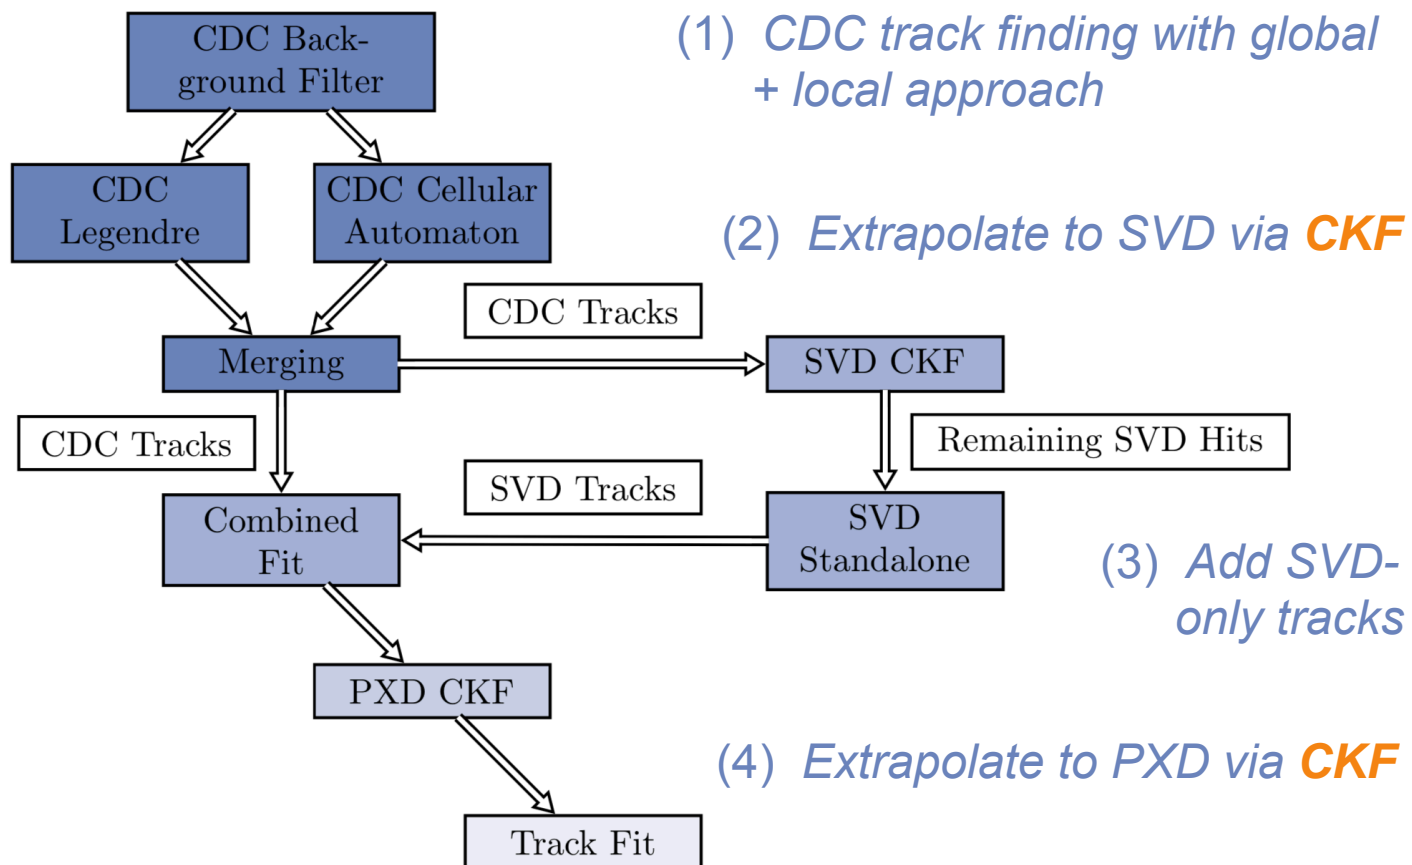 CDC Back-
ground Filter
(1) CDC track finding with global
+ local approach
CDC
Legendre
CDC Cellular
Automaton
(2) Extrapolate to SVD via CKF
CDC Tracks
Merging
SVD CKF
CDC Tracks
Remaining SVD Hits
SVD Tracks
Combined
Fit
SVD
Standalone
(3) Add SVD-
only tracks
PXD CKF
(4) Extrapolate to PXD via CKF
Track Fit